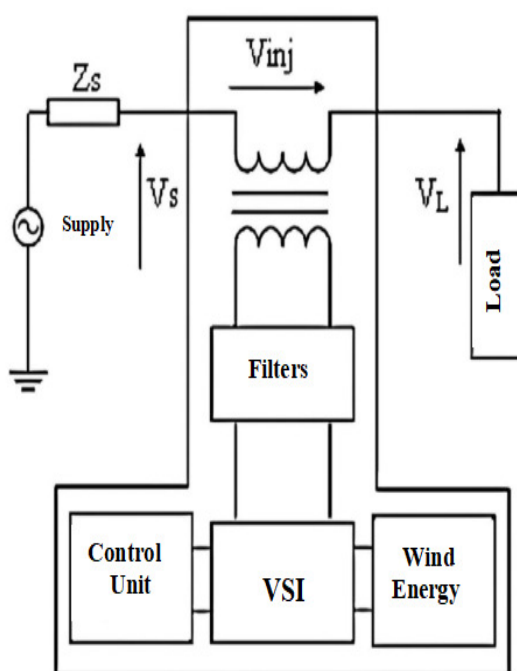 Zs
Vinj
Vs
Supply
VL
Load
Filters
Control
Unit
VSI
Wind
Energy